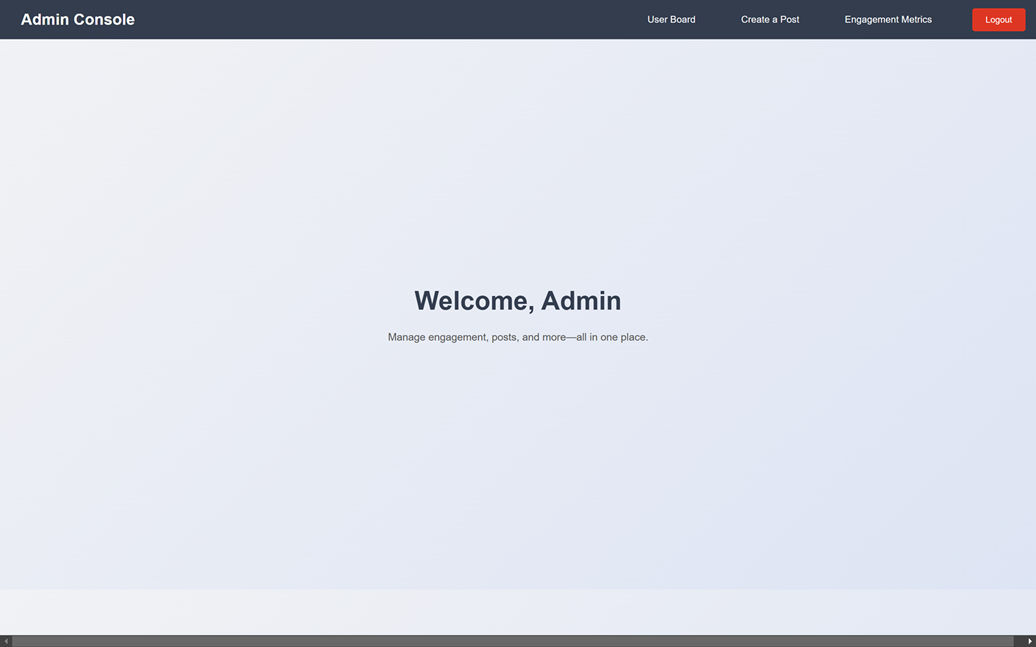 Admin Console
User Board
Create a Post
Engagement Metrics
Logout
Welcome, Admin
Manage engagement, posts, and more—all in one place.